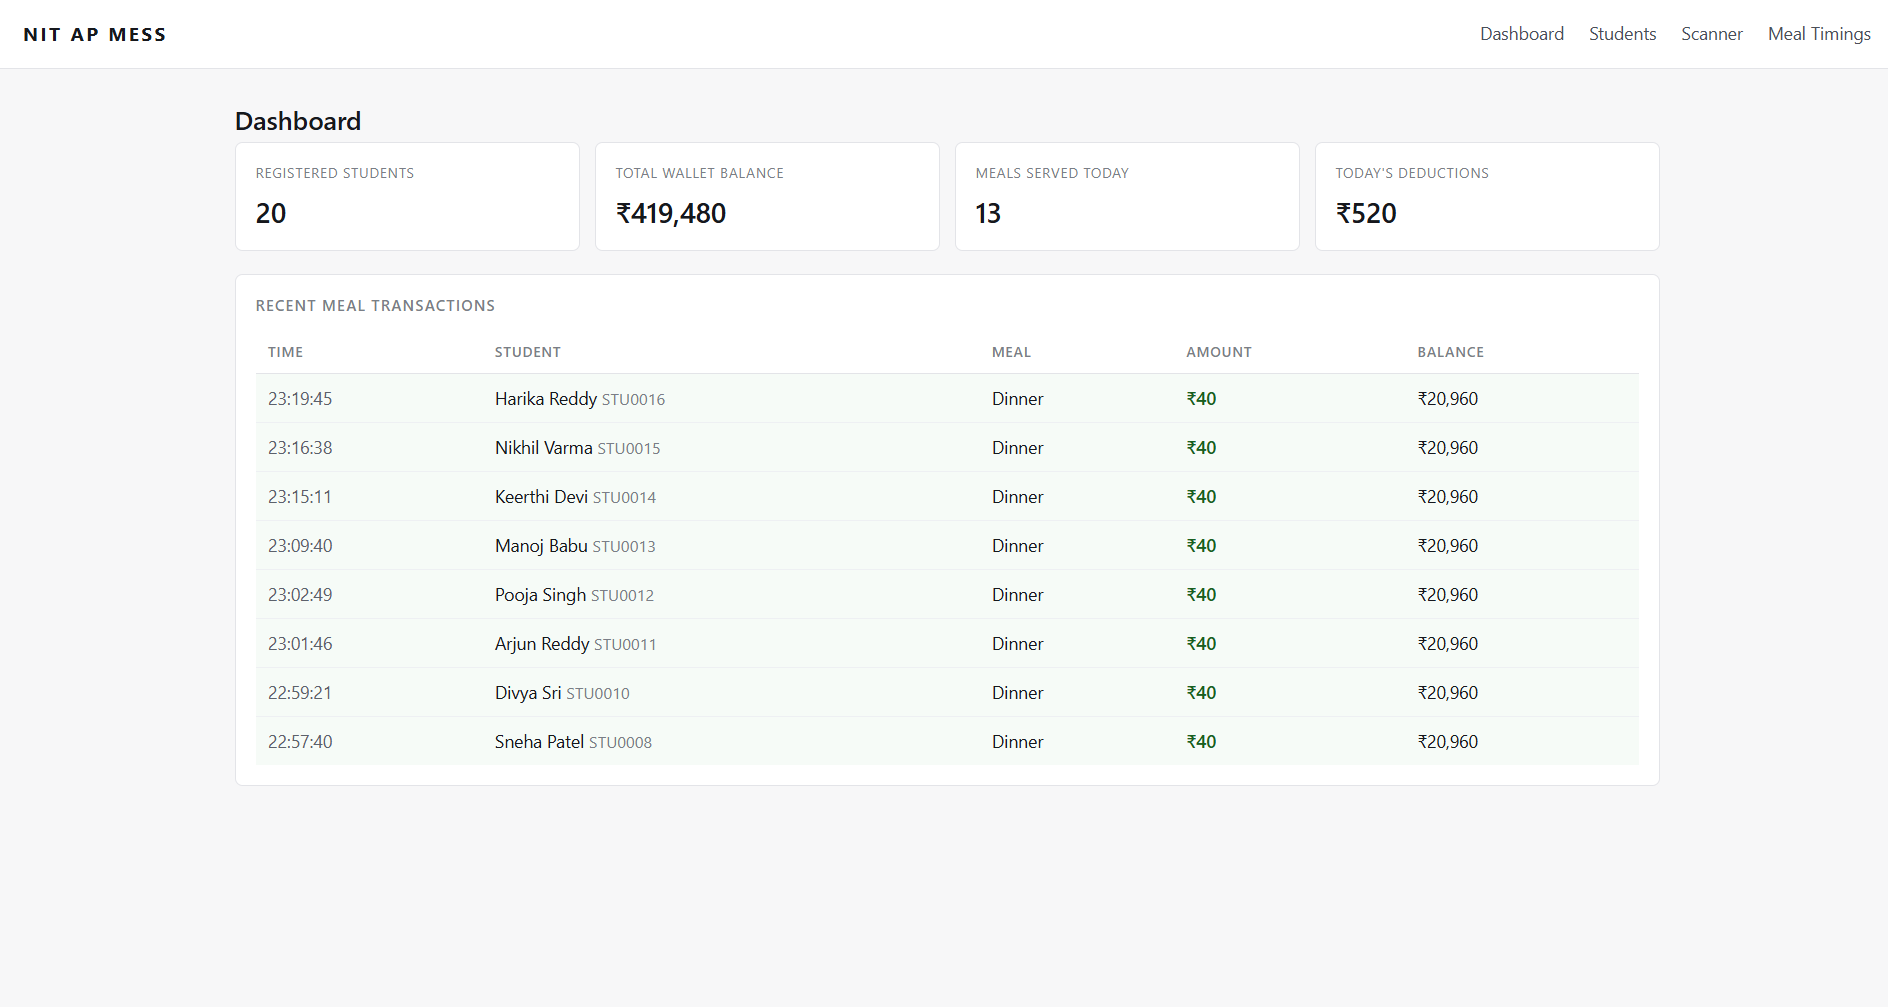 NIT AP MESS Dashboard Students Scanner Meal Timings
Dashboard
REGISTERED STUDENTS TOTAL WALLET BALANCE MEALS SERVED TODAY TODAY'S DEDUCTIONS
20 ₹419,480 13 ₹520
RECENT MEAL TRANSACTIONS
TIME STUDENT MEAL AMOUNT BALANCE
23:19:45 Harika Reddy STU0016 Dinner ₹40 ₹20,960
23:16:38 Nikhil Varma STU0015 Dinner ₹40 ₹20,960
23:15:11 Keerthi Devi STU0014 Dinner ₹40 ₹20,960
23:09:40 Manoj Babu STU0013 Dinner ₹40 ₹20,960
23:02:49 Pooja Singh STU0012 Dinner ₹40 ₹20,960
23:01:46 Arjun Reddy STU0011 Dinner ₹40 ₹20,960
22:59:21 Divya Sri STU0010 Dinner ₹40 ₹20,960
22:57:40 Sneha Patel STU0008 Dinner ₹40 ₹20,960